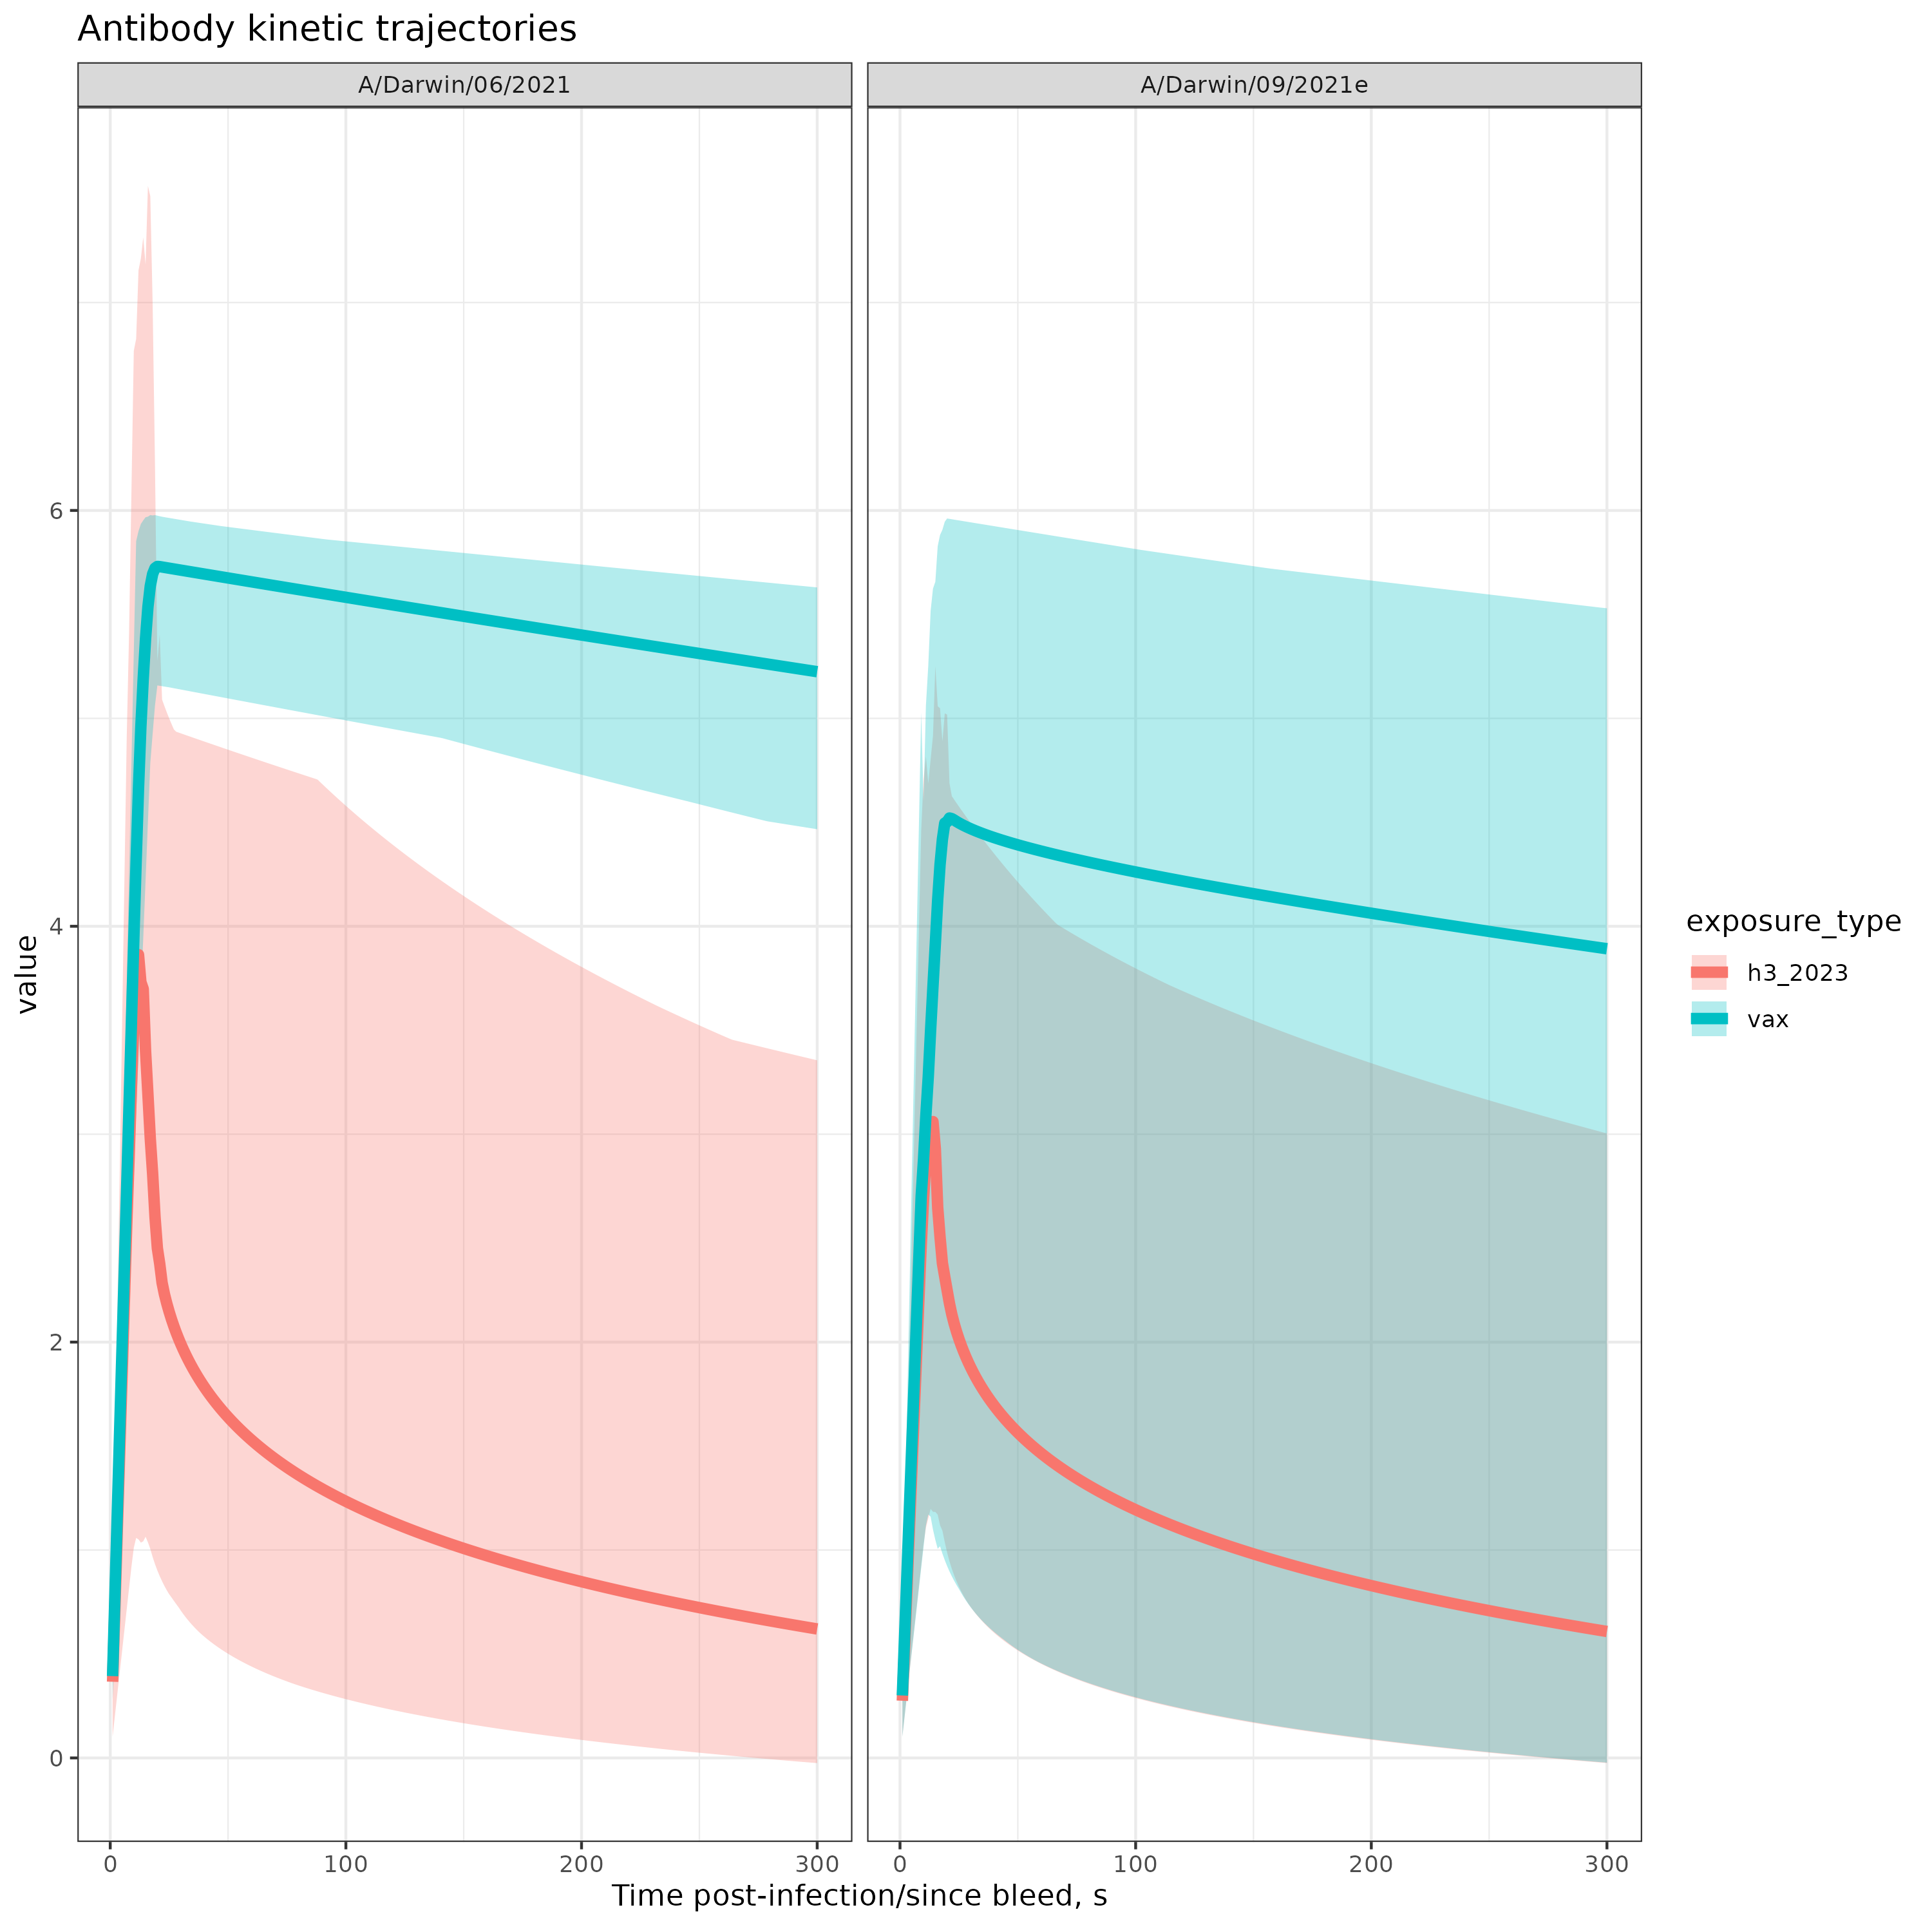 Antibody kinetic trajectories
A/Darwin/06/2021
A/Darwin/09/2021e
6
4
2
0
value
0 100 200 300
0 100 200 300
Time post-infection/since bleed, s
exposure_type
h3_2023
vax